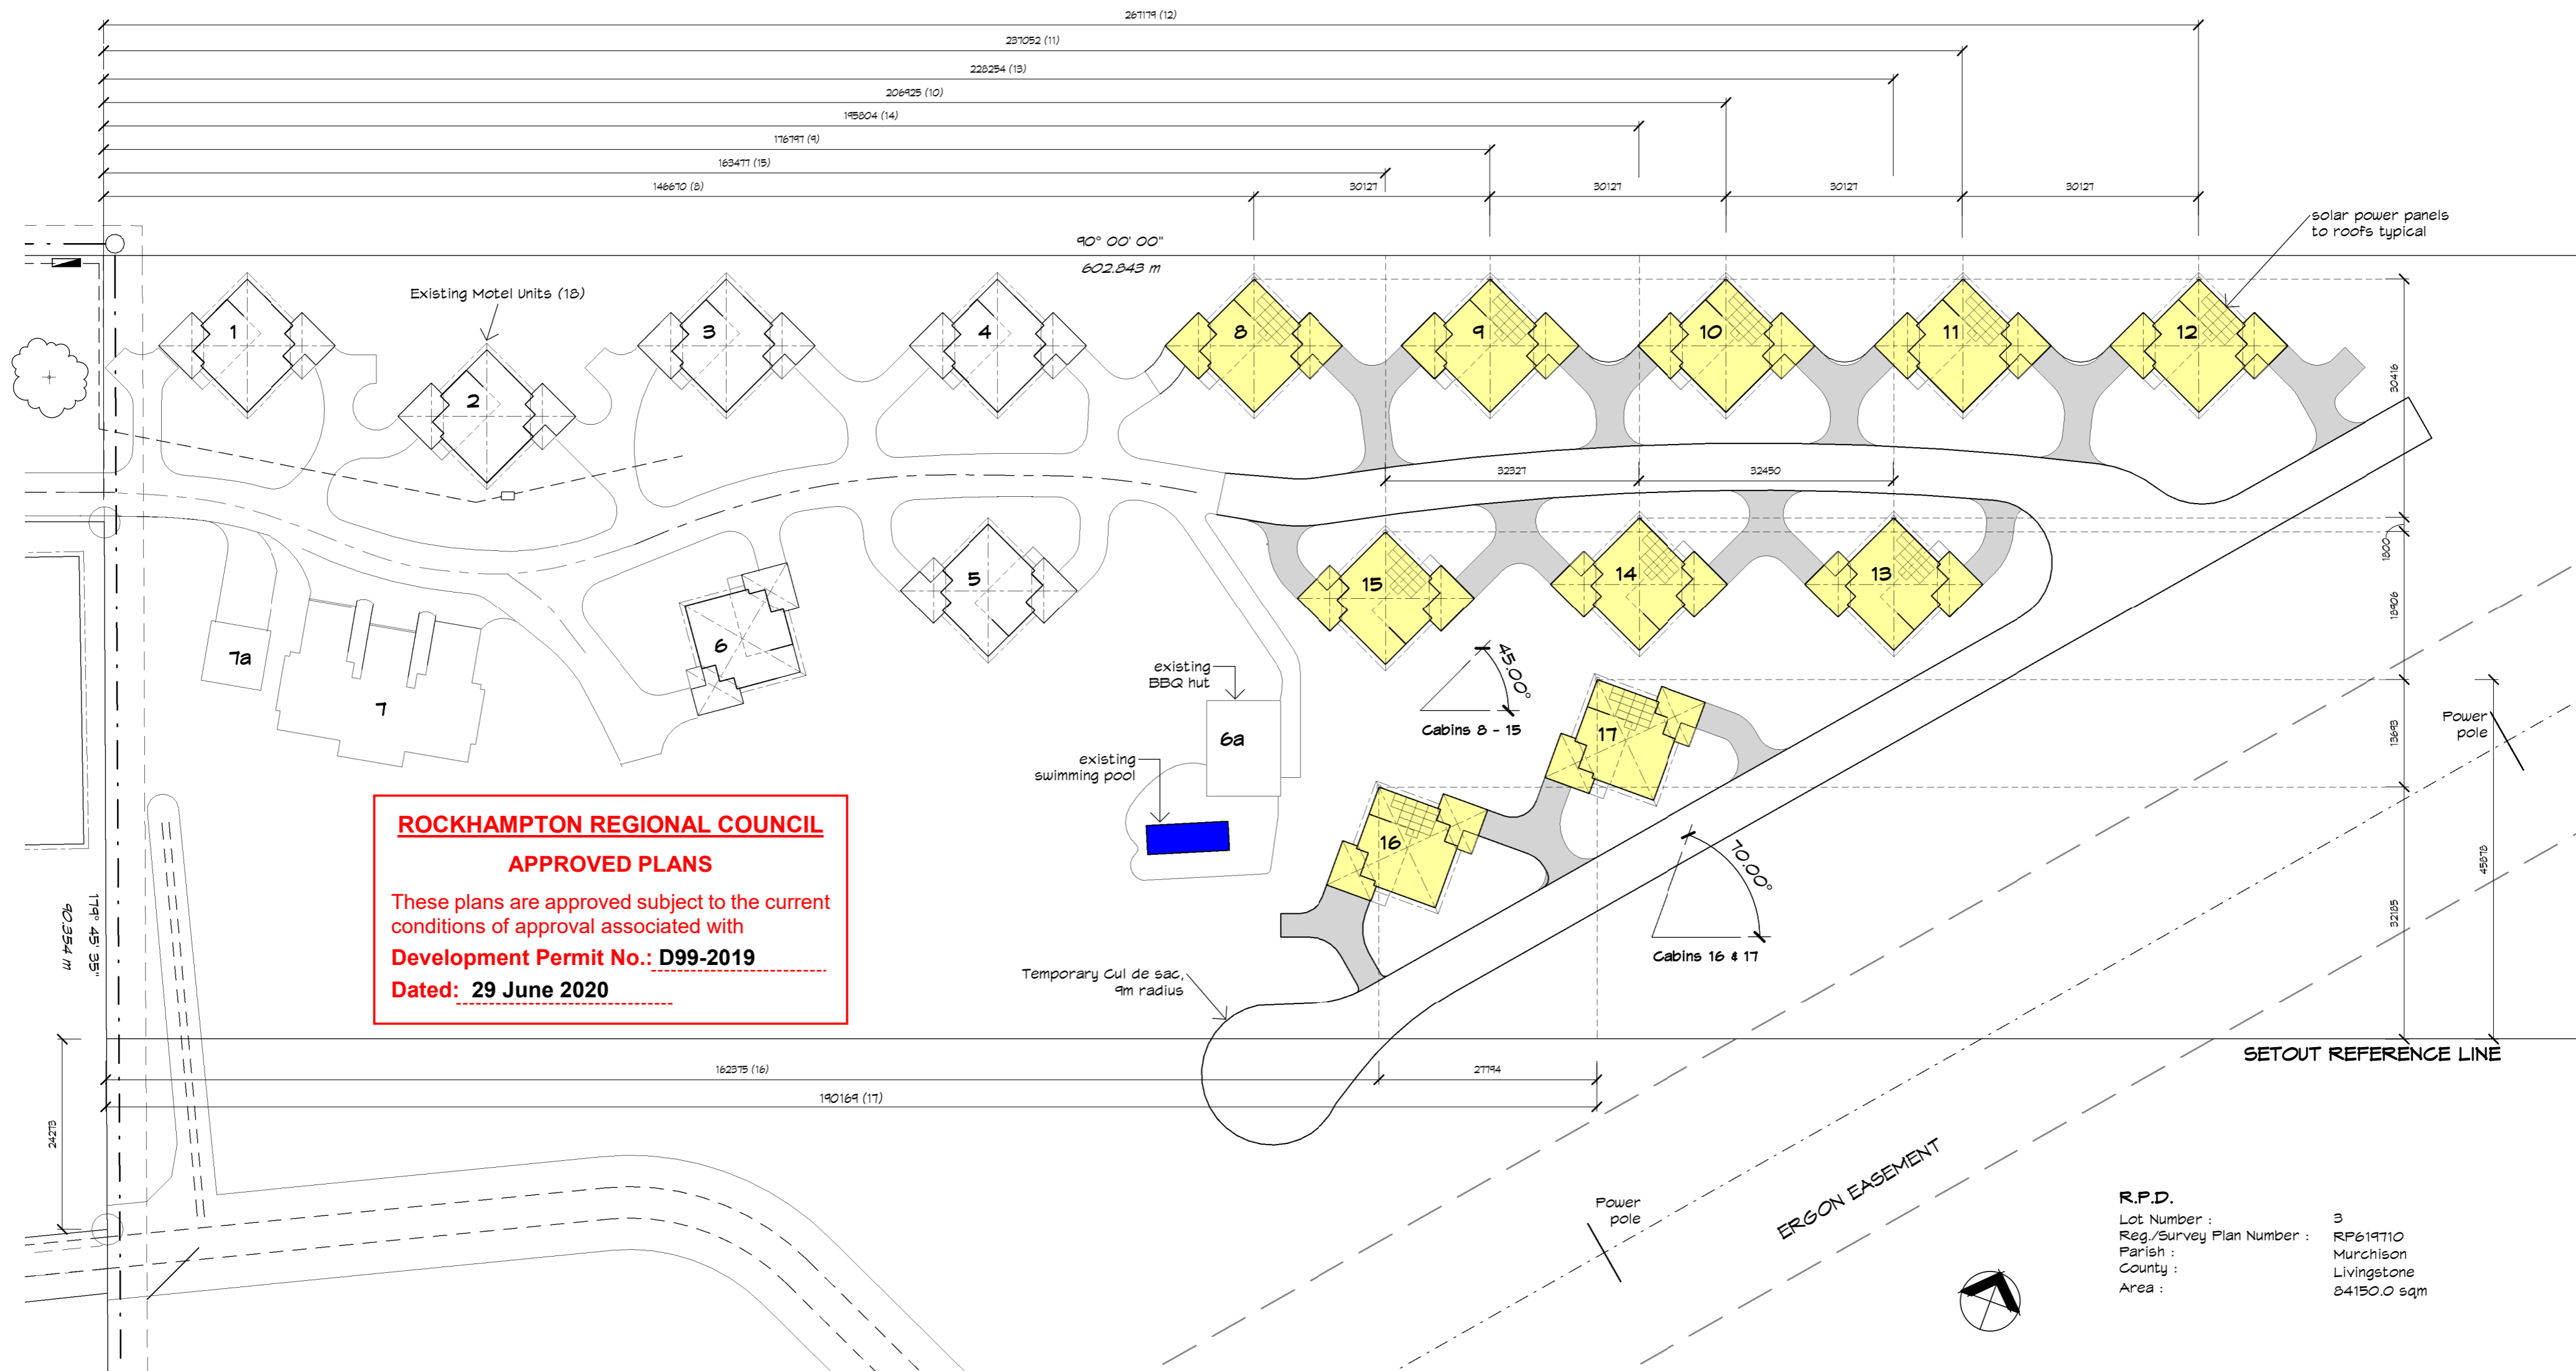 267179 (12)
237052 (11)
228254 (13)
206925 (10)
195804 (14)
176797 (9)
163477 (15)
146670 (8)
30127
30127
30127
30127
90° 00' 00"
602.843 m
solar power panels
to roofs typical
Existing Motel Units (18)
1
2
3
4
8
9
10
11
12
30416
32327
32450
1800
5
15
14
13
18906
6
7a
7
45.00°
Cabins 8 - 15
existing
BBQ hut
6a
existing
swimming pool
17
16
13693
Power
pole
45878
70.00°
Cabins 16 & 17
32185
179° 45' 35"
90.354 m
ROCKHAMPTON REGIONAL COUNCIL
APPROVED PLANS
These plans are approved subject to the current
conditions of approval associated with
Development Permit No.: D99-2019
Dated: 29 June 2020
Temporary Cul de sac,
9m radius
SETOUT REFERENCE LINE
162375 (16)
27794
190169 (17)
24273
ERGON EASEMENT
Power
pole
R.P.D.
Lot Number : 3
Reg./Survey Plan Number : RP619710
Parish : Murchison
County : Livingstone
Area : 84150.0 sqm